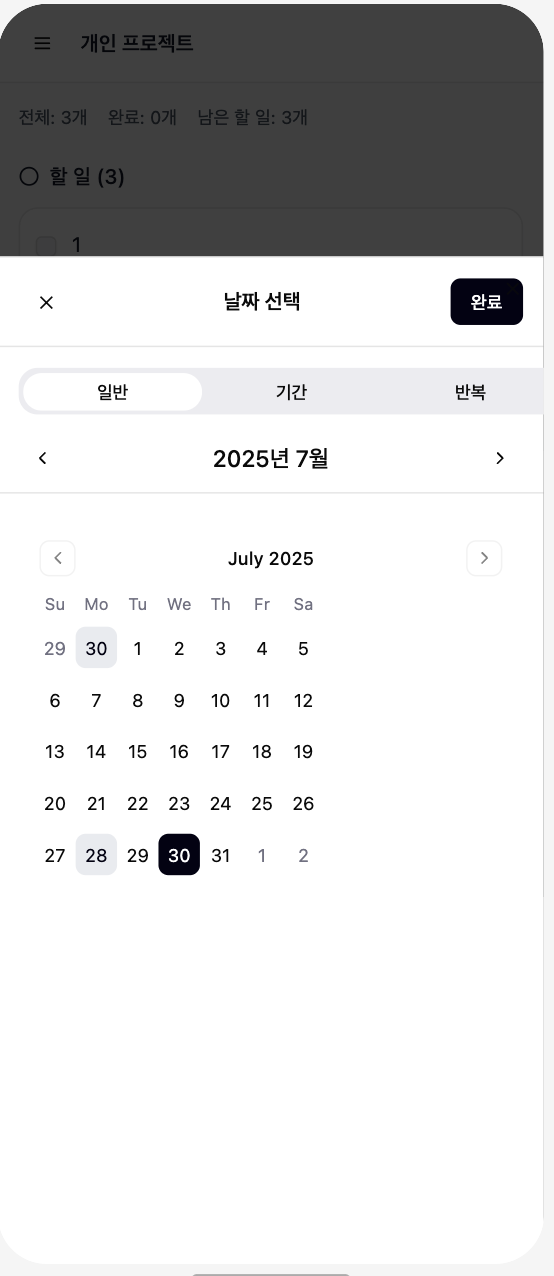 개인 프로젝트
전체: 3개 완료: 0개 남은 할 일: 3개
할 일 (3)
1
날짜 선택
완료
일반 기간 반복
2025년 7월
July 2025
Su Mo Tu We Th Fr Sa
29 30 1 2 3 4 5
6 7 8 9 10 11 12
13 14 15 16 17 18 19
20 21 22 23 24 25 26
27 28 29 30 31 1 2